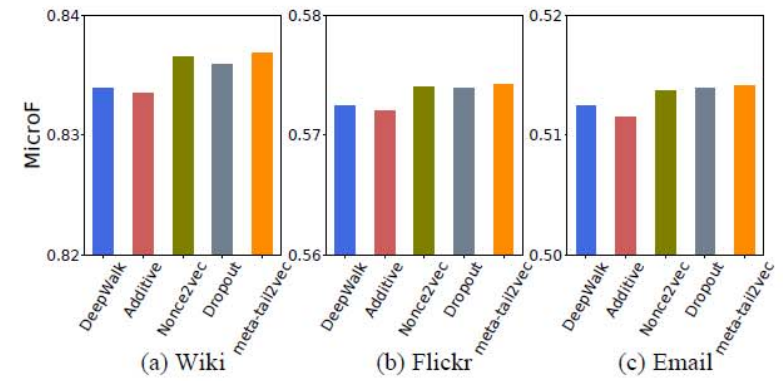 MicroF
0.84
0.83
0.82
DeepWalk
Additive
Nonce2vec
Dropout
meta-tail2vec
(a) Wiki
0.58
0.57
0.56
DeepWalk
Additive
Nonce2vec
Dropout
meta-tail2vec
(b) Flickr
0.52
0.51
0.50
DeepWalk
Additive
Nonce2vec
Dropout
meta-tail2vec
(c) Email